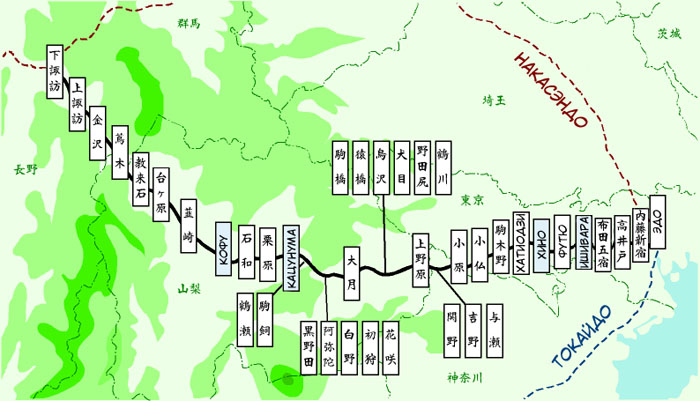 群馬
茨城
埼玉
長野
東京
山梨
神奈川
НАКАСЭНДО
ТОКАЙДО
下諏訪
上諏訪
金沢
蔦木
教来石
台ヶ原
韮崎
КОФУ
石和
栗原
КАЦУНУМА
鶴瀬
駒飼
黒野田
阿弥陀
白野
初狩
花咲
大月
駒橋
猿橋
鳥沢
犬目
野田尻
鶴川
上野原
関野
吉野
与瀬
小原
小仏
駒木野
ХАТИОДЗИ
ХИНО
ФУТЮ
ИШИВАРА
布田五宿
高井戸
内藤新宿
ЭДО